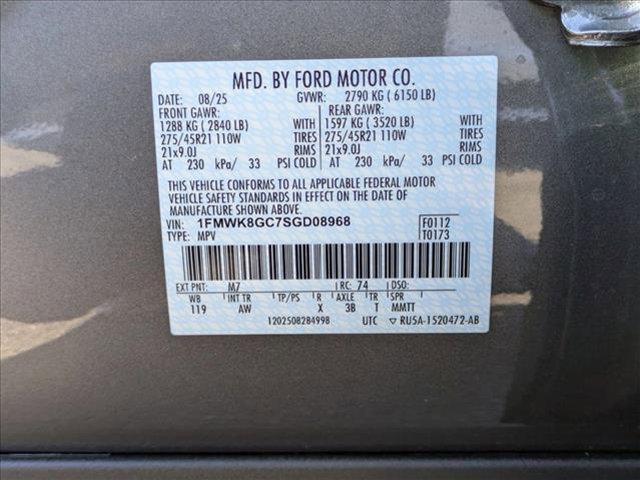 MFD. BY FORD MOTOR CO.
DATE: 08/25 GVWR: 2790 KG ( 6150 LB)
FRONT GAWR: REAR GAWR:
1288 KG ( 2840 LB) WITH 1597 KG ( 3520 LB) WITH
275/45R21 110W TIRES 275/45R21 110W TIRES
21x9.0J RIMS 21x9.0J RIMS
AT 230 kPa/ 33 PSI COLD AT 230 kPa/ 33 PSI COLD
THIS VEHICLE CONFORMS TO ALL APPLICABLE FEDERAL MOTOR
VEHICLE SAFETY STANDARDS IN EFFECT ON THE DATE OF
MANUFACTURE SHOWN ABOVE.
VIN: 1FMWK8GC7SGD08968 F0112
TYPE: MPV T0173
EXT PNT: M7 RC: 74 DSO:
WB INT TR TP/PS R AXLE TR SPR
119 AW X 3B T MMTT
1202508284998 UTC ▽ RU5A-1520472-AB